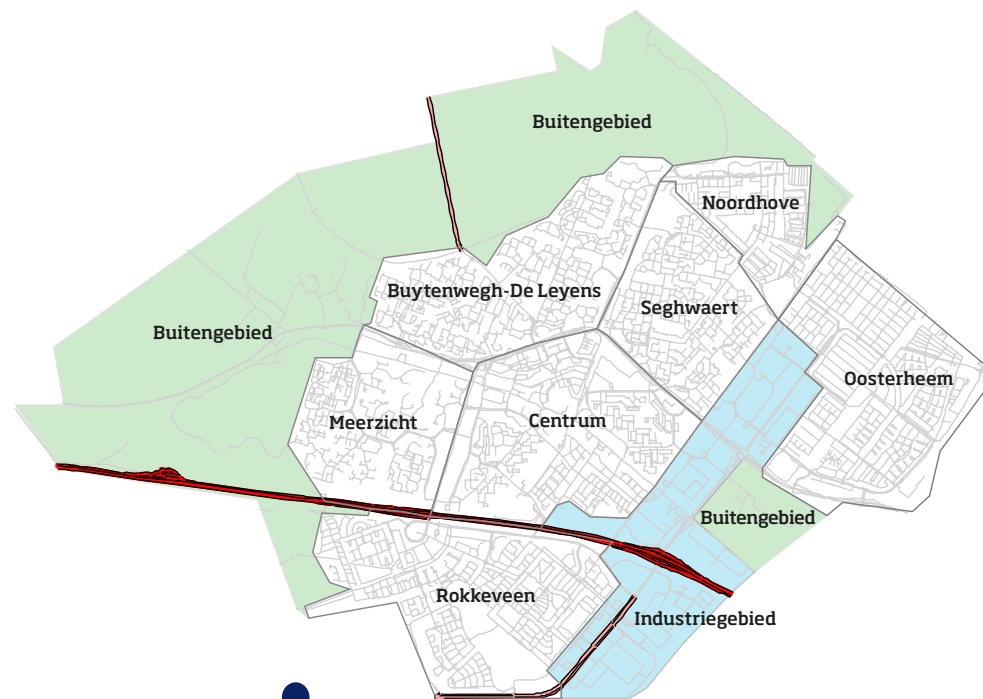 Buitengebied
Noordhove
Buytenwegh-De Leyens
Seghwaert
Buitengebied
Oosterheem
Meerzicht
Centrum
Buitengebied
Rokkeveen
Industriegebied